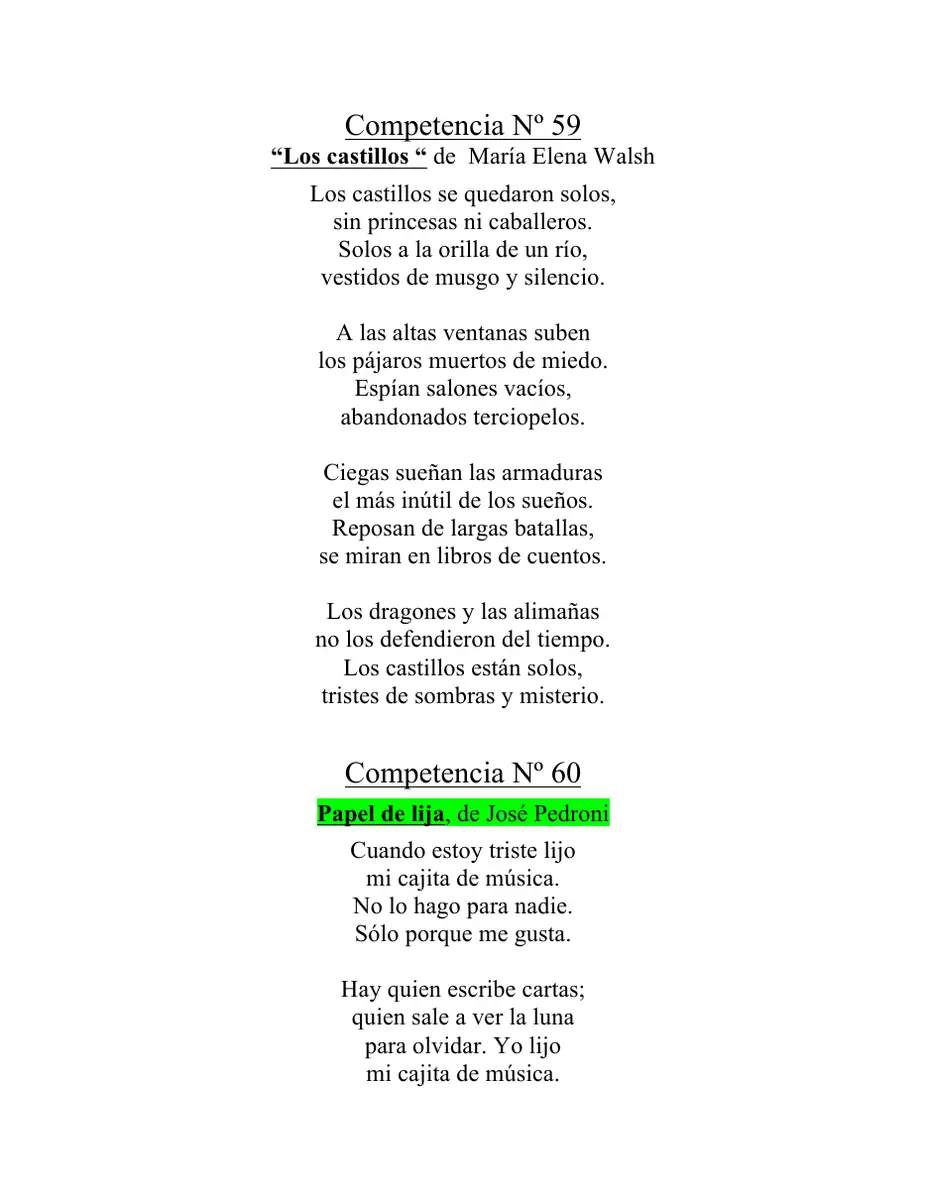 Competencia Nº 59
“Los castillos “ de  María Elena Walsh
Los castillos se quedaron solos,
sin princesas ni caballeros.
Solos a la orilla de un río,
vestidos de musgo y silencio.
A las altas ventanas suben
los pájaros muertos de miedo.
Espían salones vacíos,
abandonados terciopelos.
Ciegas sueñan las armaduras
el más inútil de los sueños.
Reposan de largas batallas,
se miran en libros de cuentos.
Los dragones y las alimañas
no los defendieron del tiempo.
Los castillos están solos,
tristes de sombras y misterio.
Competencia Nº 60
Papel de lija, de José Pedroni
Cuando estoy triste lijo
mi cajita de música.
No lo hago para nadie.
Sólo porque me gusta.
Hay quien escribe cartas;
quien sale a ver la luna
para olvidar. Yo lijo
mi cajita de música.